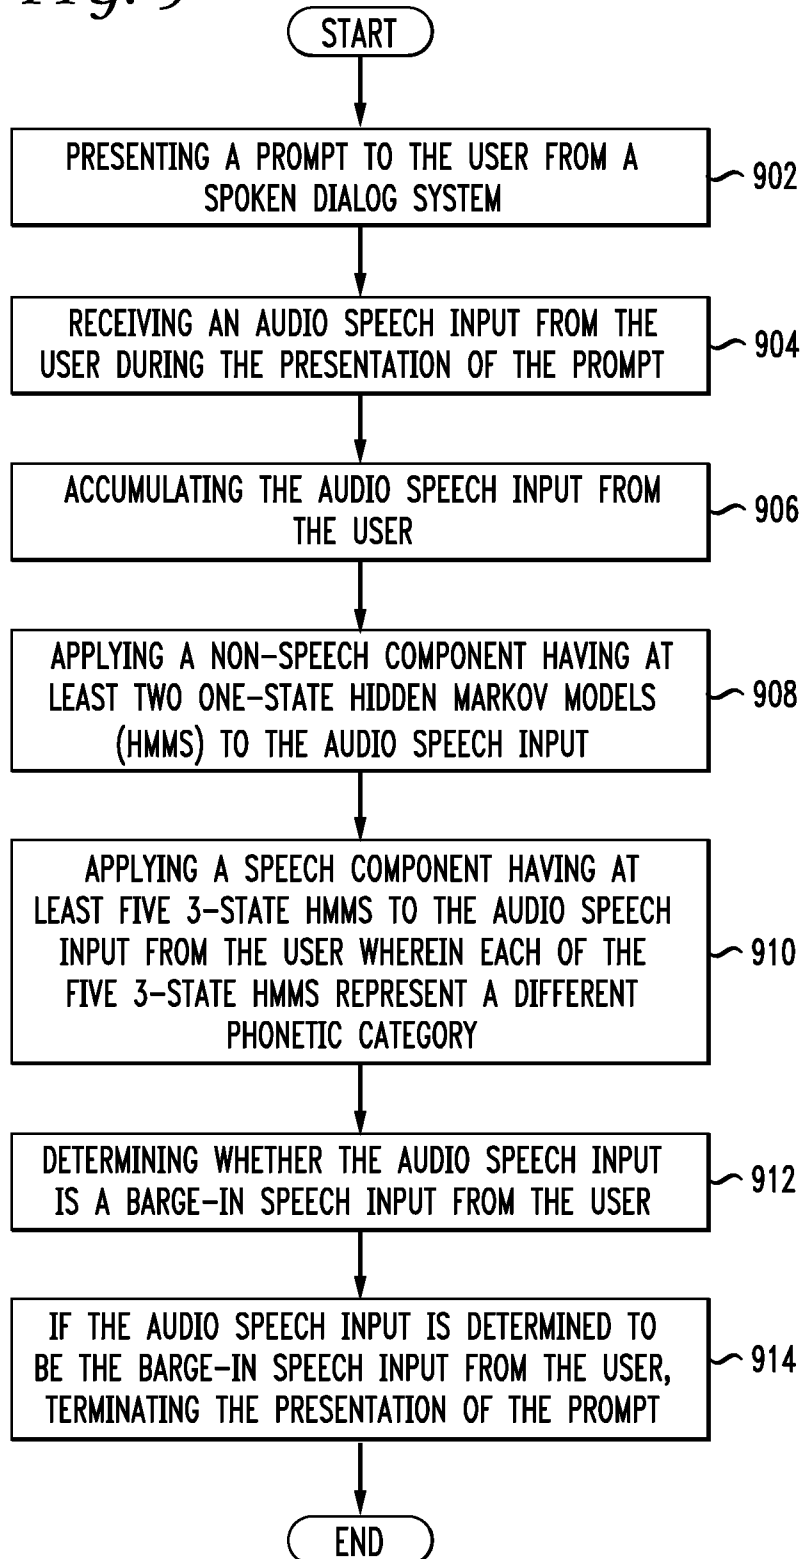 Fig. 9
START
PRESENTING A PROMPT TO THE USER FROM A
SPOKEN DIALOG SYSTEM
902
RECEIVING AN AUDIO SPEECH INPUT FROM THE
USER DURING THE PRESENTATION OF THE PROMPT
904
ACCUMULATING THE AUDIO SPEECH INPUT FROM
THE USER
906
APPLYING A NON-SPEECH COMPONENT HAVING AT
LEAST TWO ONE-STATE HIDDEN MARKOV MODELS
(HMMS) TO THE AUDIO SPEECH INPUT
908
APPLYING A SPEECH COMPONENT HAVING AT
LEAST FIVE 3-STATE HMMS TO THE AUDIO SPEECH
INPUT FROM THE USER WHEREIN EACH OF THE
FIVE 3-STATE HMMS REPRESENT A DIFFERENT
PHONETIC CATEGORY
910
DETERMINING WHETHER THE AUDIO SPEECH INPUT
IS A BARGE-IN SPEECH INPUT FROM THE USER
912
IF THE AUDIO SPEECH INPUT IS DETERMINED TO
BE THE BARGE-IN SPEECH INPUT FROM THE USER,
TERMINATING THE PRESENTATION OF THE PROMPT
914
END